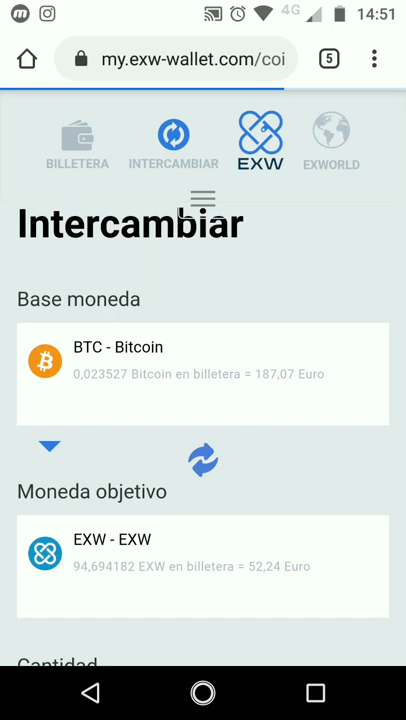 4G
14:51
my.exw-wallet.com/coi
5
BILLETERA
INTERCAMBIAR
EXW
EXWORLD
Intercambiar
Base moneda
BTC - Bitcoin
0,023527 Bitcoin en billetera = 187,07 Euro
Moneda objetivo
EXW - EXW
94,694182 EXW en billetera = 52,24 Euro
Cantidad